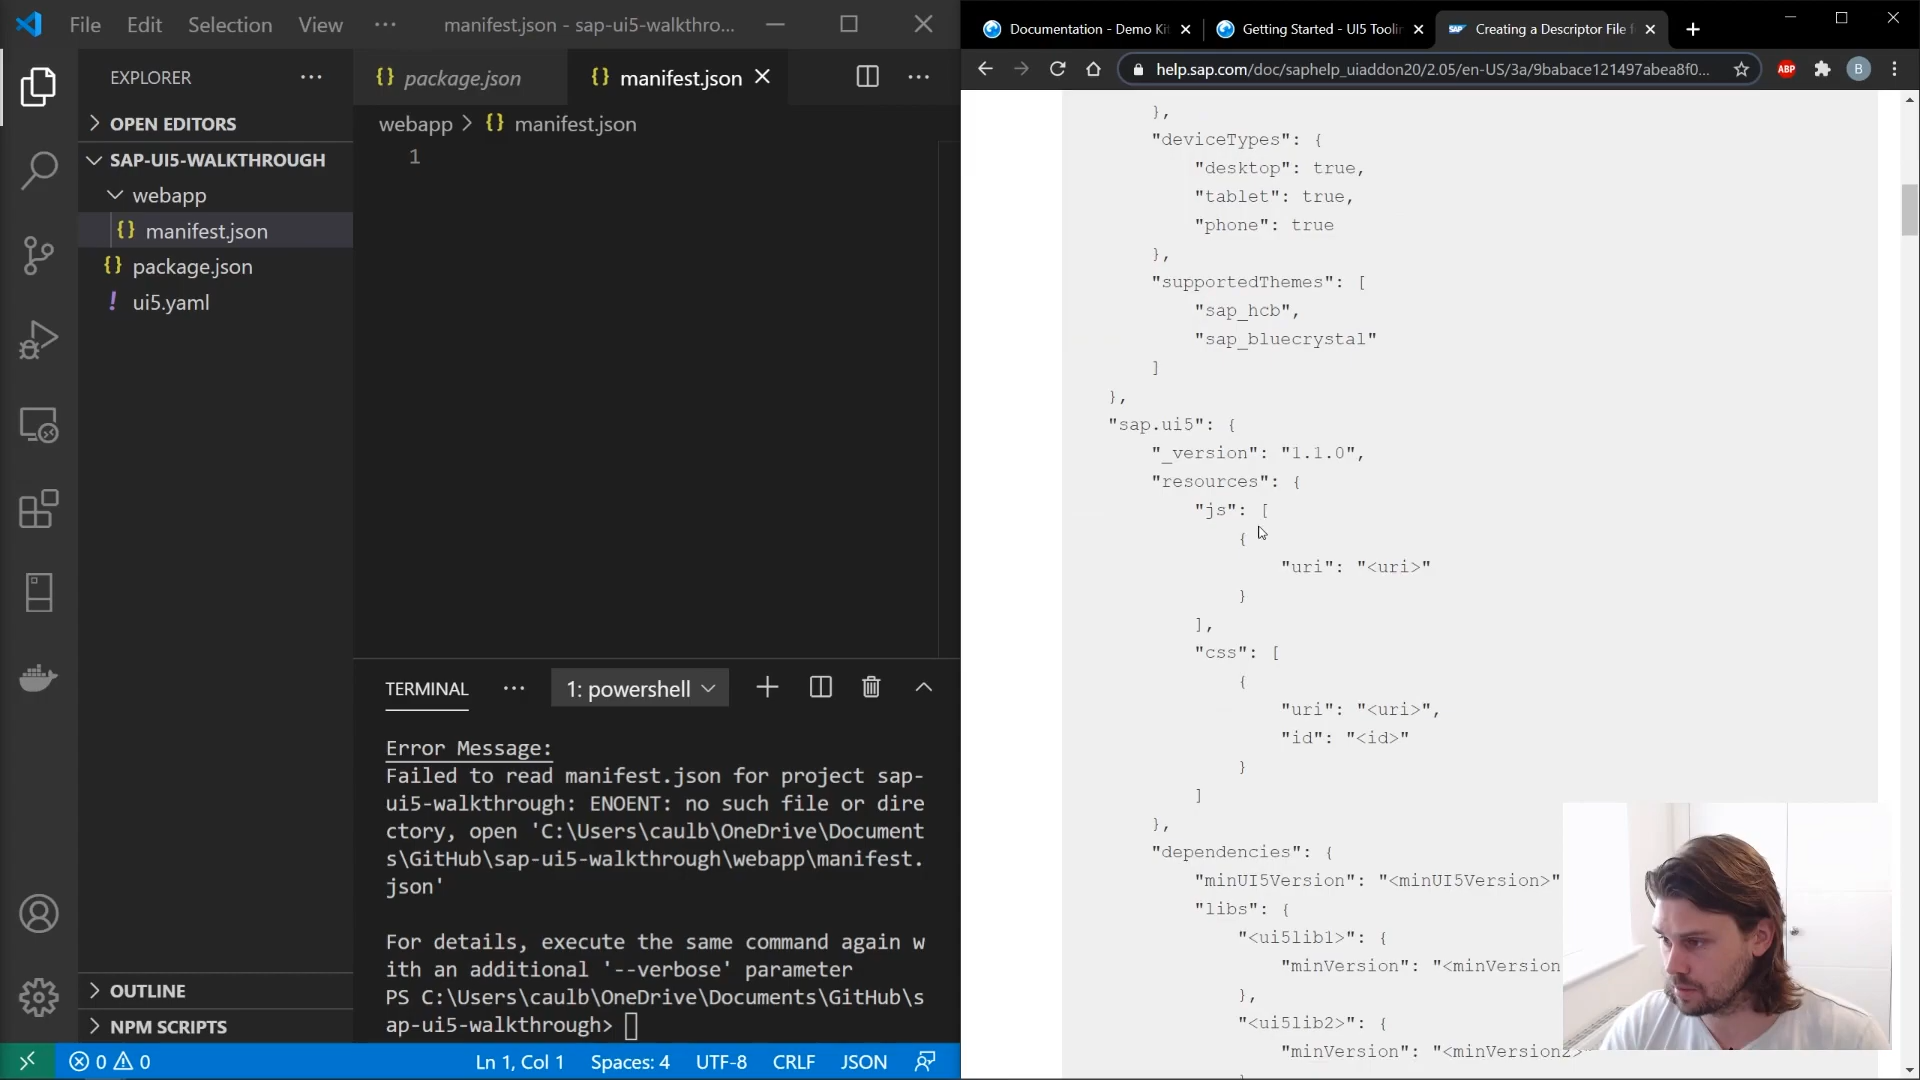 File Edit Selection View ··· manifest.json - sap-ui5-walkthro...
EXPLORER
OPEN EDITORS
SAP-UI5-WALKTHROUGH
webapp
manifest.json
package.json
ui5.yaml
OUTLINE
NPM SCRIPTS
package.json
manifest.json
webapp > manifest.json
1
TERMINAL
1: powershell
Error Message:
Failed to read manifest.json for project sap-
ui5-walkthrough: ENOENT: no such file or dire
ctory, open 'C:\Users\caulb\OneDrive\Document
s\GitHub\sap-ui5-walkthrough\webapp\manifest.
json'
For details, execute the same command again w
ith an additional '--verbose' parameter
PS C:\Users\caulb\OneDrive\Documents\GitHub\s
ap-ui5-walkthrough>
0 0 Ln 1, Col 1 Spaces: 4 UTF-8 CRLF JSON
Documentation - Demo Ki
Getting Started - UI5 Toolin
SAP Creating a Descriptor File f
help.sap.com/doc/saphelp_uiaddon20/2.05/en-US/3a/9babace121497abea8f0...
ABP
B
},
"deviceTypes": {
"desktop": true,
"tablet": true,
"phone": true
},
"supportedThemes": [
"sap_hcb",
"sap_bluecrystal"
]
},
"sap.ui5": {
"_version": "1.1.0",
"resources": {
"js": [
{
"uri": "<uri>"
}
],
"css": [
{
"uri": "<uri>",
"id": "<id>"
}
]
},
"dependencies": {
"minUI5Version": "<minUI5Version>"
"libs": {
"<ui5lib1>": {
"minVersion": "<minVersion
},
"<ui5lib2>": {
"minVersion": "<minVersion2>